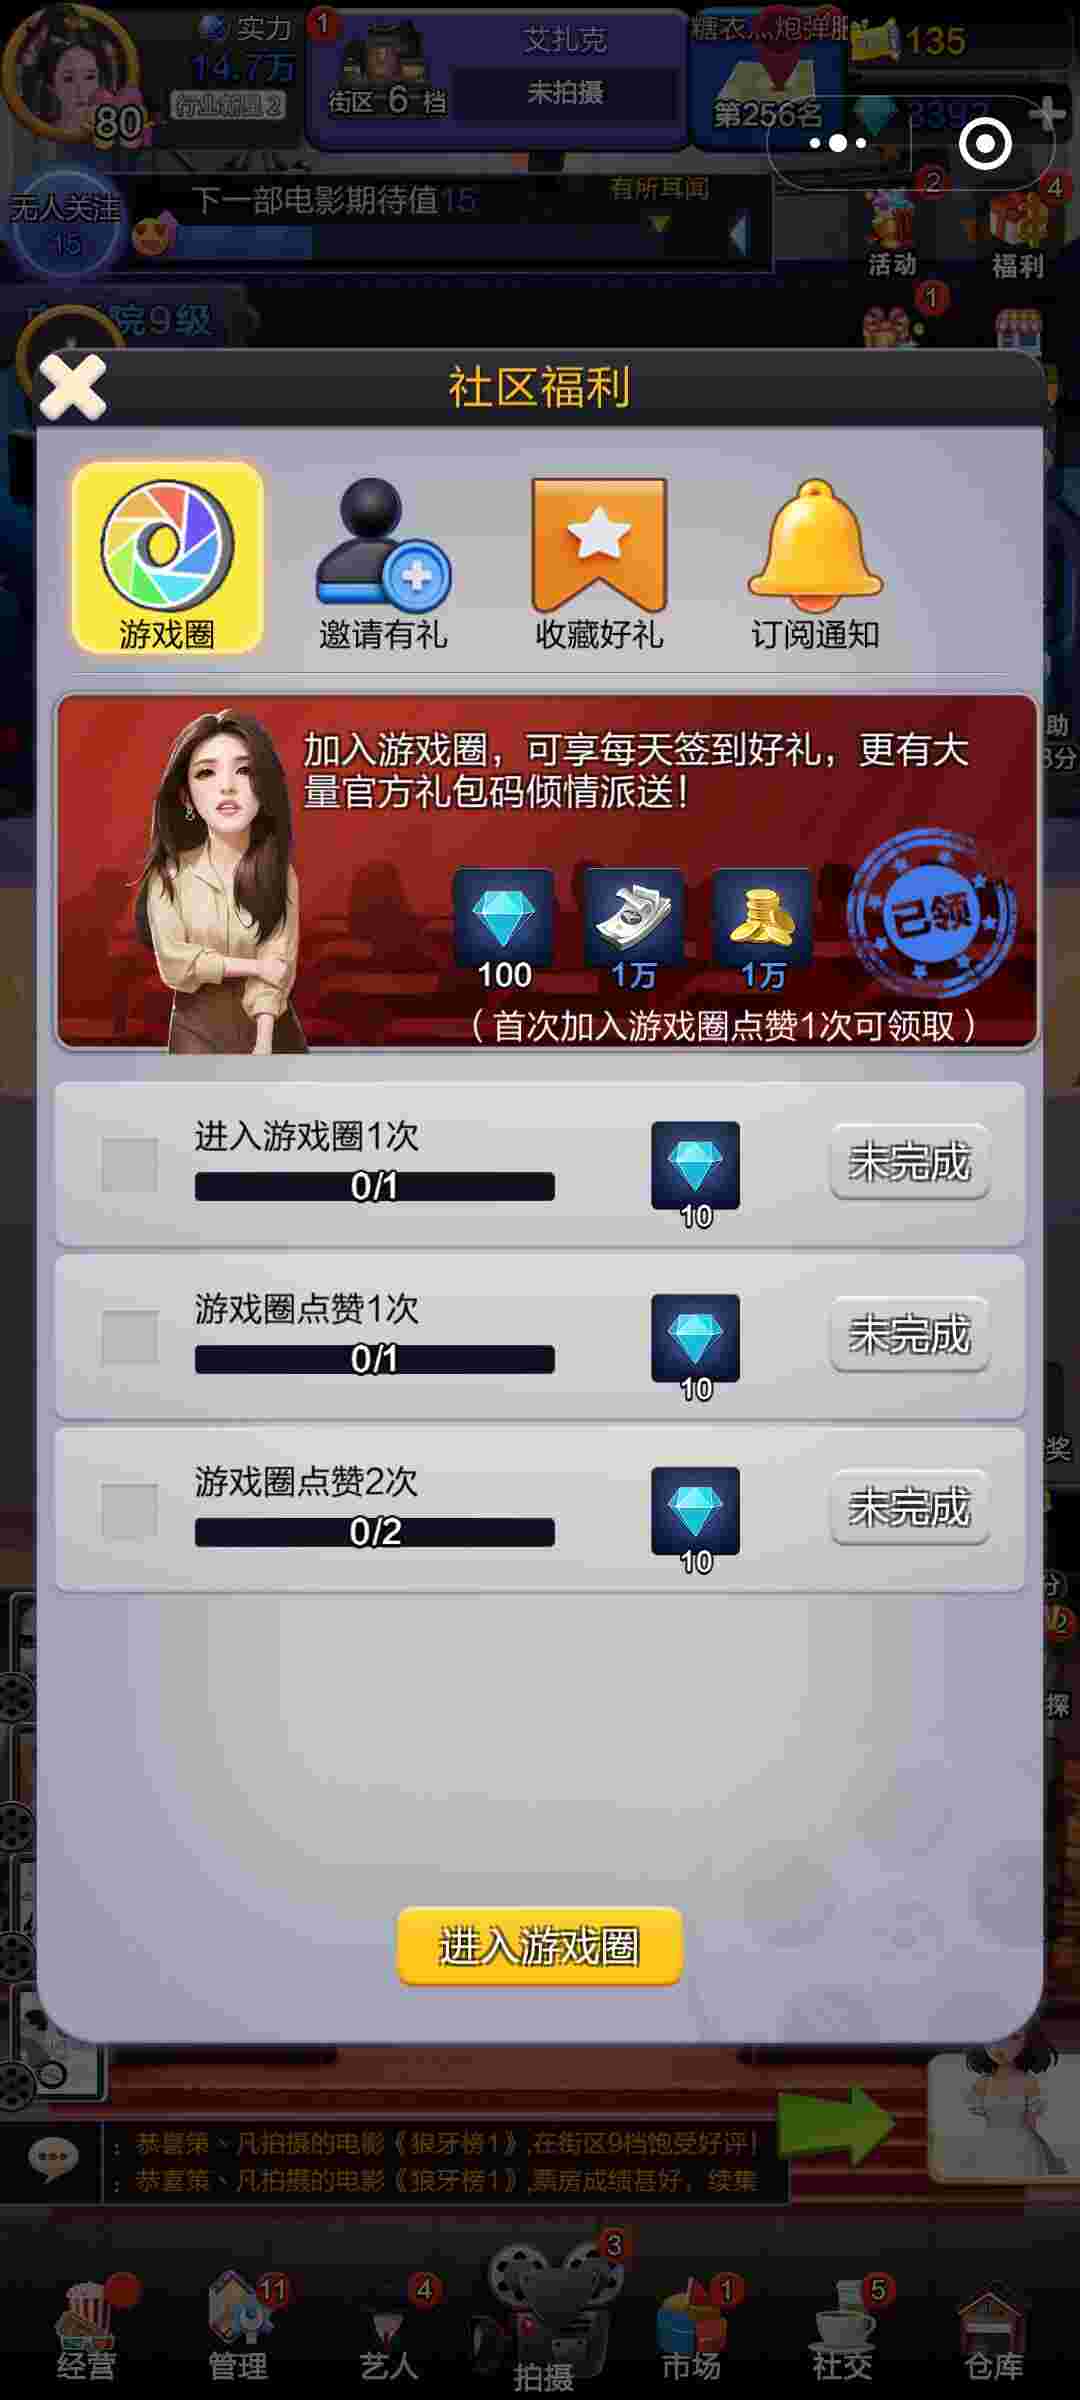 实力
14.7万
行业新星2
80
1
街区 6 档
艾扎克
未拍摄
糖衣点炮弹服
第256名
135
3393
无人关注
15
下一部电影期待值15
有所耳闻
2
活动
4
福利
院9级
1
社区福利
游戏圈
邀请有礼
收藏好礼
订阅通知
加入游戏圈，可享每天签到好礼，更有大
量官方礼包码倾情派送！
100
1万
1万
已领
（首次加入游戏圈点赞1次可领取）
助
3分
进入游戏圈1次
0/1
10
未完成
游戏圈点赞1次
0/1
10
未完成
游戏圈点赞2次
0/2
10
未完成
奖
分
2
探
进入游戏圈
：恭喜策丶凡拍摄的电影《狼牙榜1》,在街区9档饱受好评！
：恭喜策丶凡拍摄的电影《狼牙榜1》,票房成绩甚好，续集
经营
11
管理
4
艺人
3
拍摄
1
市场
5
社交
仓库